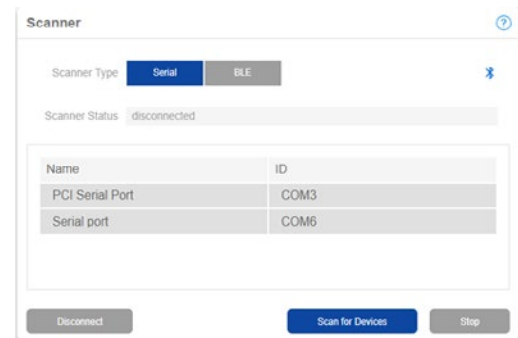 Scanner
?
Scanner Type Serial BLE
Scanner Status disconnected
Name ID
PCI Serial Port COM3
Serial port COM6
Disconnect Scan for Devices Stop